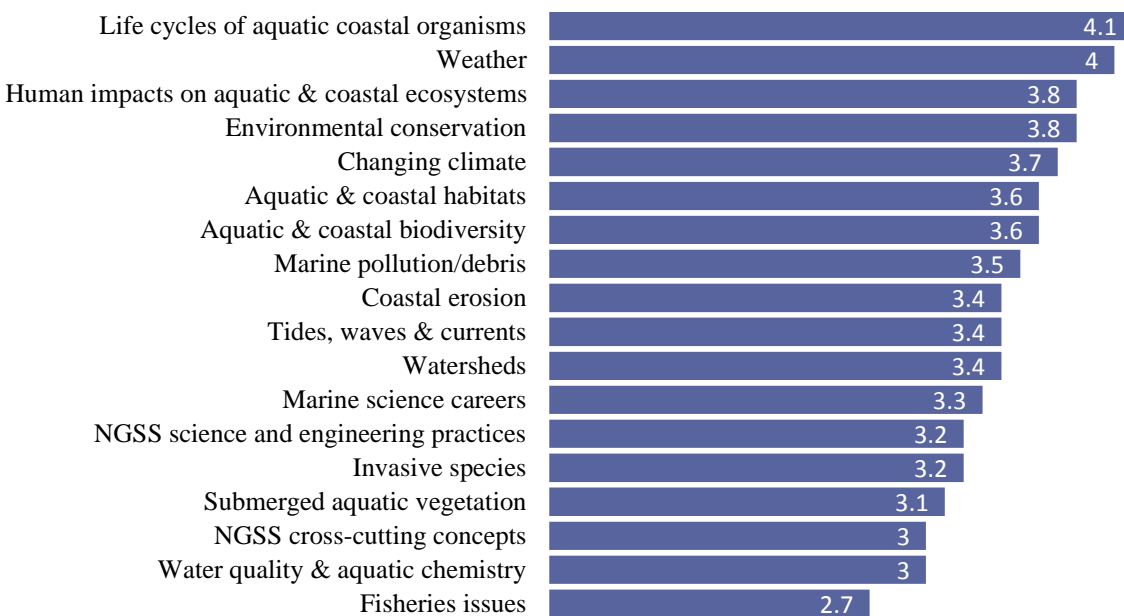 Life cycles of aquatic coastal organisms 4.1
Weather 4
Human impacts on aquatic & coastal ecosystems 3.8
Environmental conservation 3.8
Changing climate 3.7
Aquatic & coastal habitats 3.6
Aquatic & coastal biodiversity 3.6
Marine pollution/debris 3.5
Coastal erosion 3.4
Tides, waves & currents 3.4
Watersheds 3.4
Marine science careers 3.3
NGSS science and engineering practices 3.2
Invasive species 3.2
Submerged aquatic vegetation 3.1
NGSS cross-cutting concepts 3
Water quality & aquatic chemistry 3
Fisheries issues 2.7